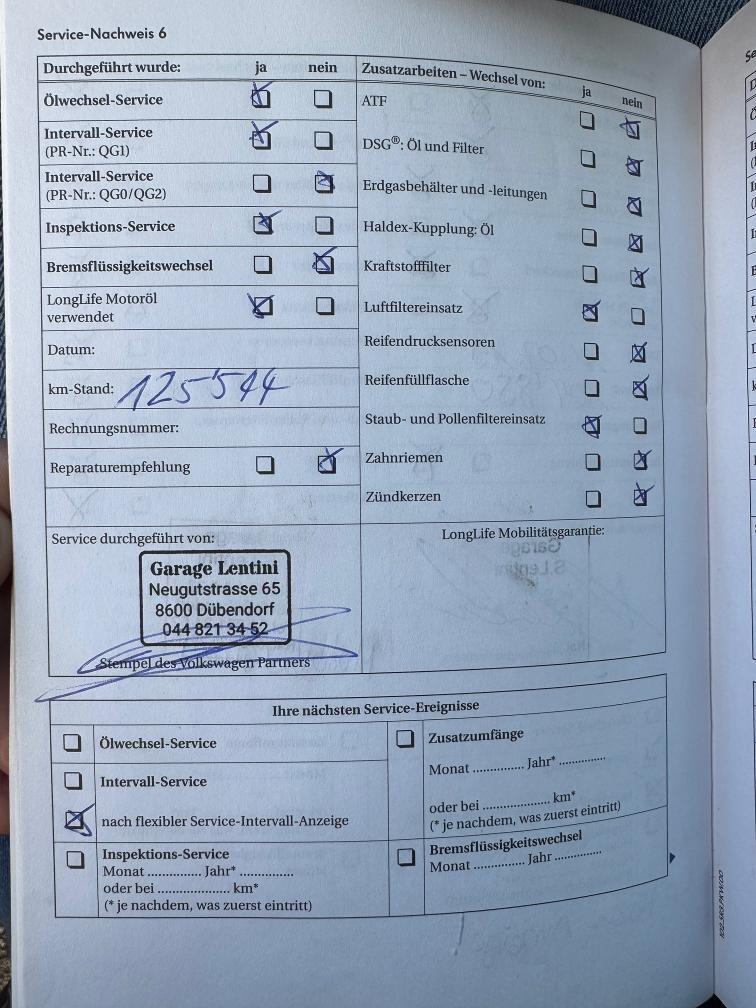 Service-Nachweis 6
Durchgeführt wurde: ja nein
Ölwechsel-Service
Intervall-Service
(PR-Nr.: QG1)
Intervall-Service
(PR-Nr.: QG0/QG2)
Inspektions-Service
Bremsflüssigkeitswechsel
LongLife Motoröl
verwendet
Datum:
km-Stand: 125544
Rechnungsnummer:
Reparaturempfehlung
Zusatzarbeiten – Wechsel von: ja nein
ATF
DSG®: Öl und Filter
Erdgasbehälter und -leitungen
Haldex-Kupplung: Öl
Kraftstofffilter
Luftfiltereinsatz
Reifendrucksensoren
Reifenfüllflasche
Staub- und Pollenfiltereinsatz
Zahnriemen
Zündkerzen
Service durchgeführt von:
Garage Lentini
Neugutstrasse 65
8600 Dübendorf
044 821 34 52
Stempel des Volkswagen Partners
LongLife Mobilitätsgarantie:
Garage
S.Lentini
Ihre nächsten Service-Ereignisse
Ölwechsel-Service
Intervall-Service
nach flexibler Service-Intervall-Anzeige
Inspektions-Service
Monat .............. Jahr* ...............
oder bei .................... km*
(* je nachdem, was zuerst eintritt)
Zusatzumfänge
Monat .............. Jahr* .............
oder bei ................... km*
(* je nachdem, was zuerst eintritt)
Bremsflüssigkeitswechsel
Monat .............. Jahr .............